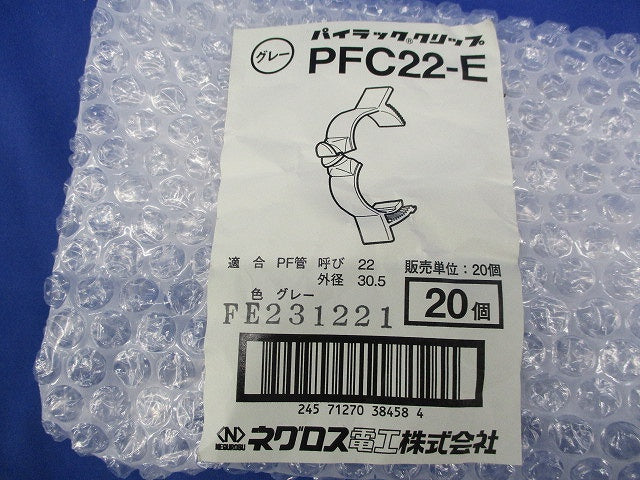 パイラック®クリップ
グレー PFC22-E
適合 PF管 呼び 22
外径 30.5
色 グレー
販売単位:20個
20個
FE231221
245 71270 38458 4
N
NEGUROSU
ネグロス電工株式会社